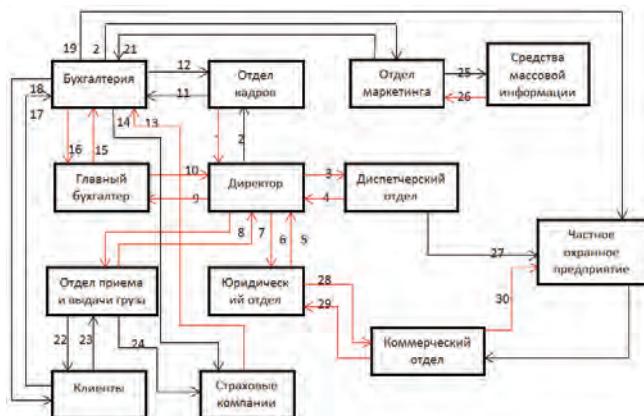 19 2 21
Бухгалтерия
12
11
Отдел
кадров
Отдел
маркетинга
25
26
Средства
массовой
информации
18
17
14 13
16 15
1 2
Главный
бухгалтер
10
9
Директор
3
4
Диспетчерский
отдел
8 7 6 5
27
Частное
охранное
предприятие
Отдел приема
и выдачи груза
Юридическ
ий отдел
28
29
30
22 23 24
Коммерческий
отдел
Клиенты
Страховые
компании